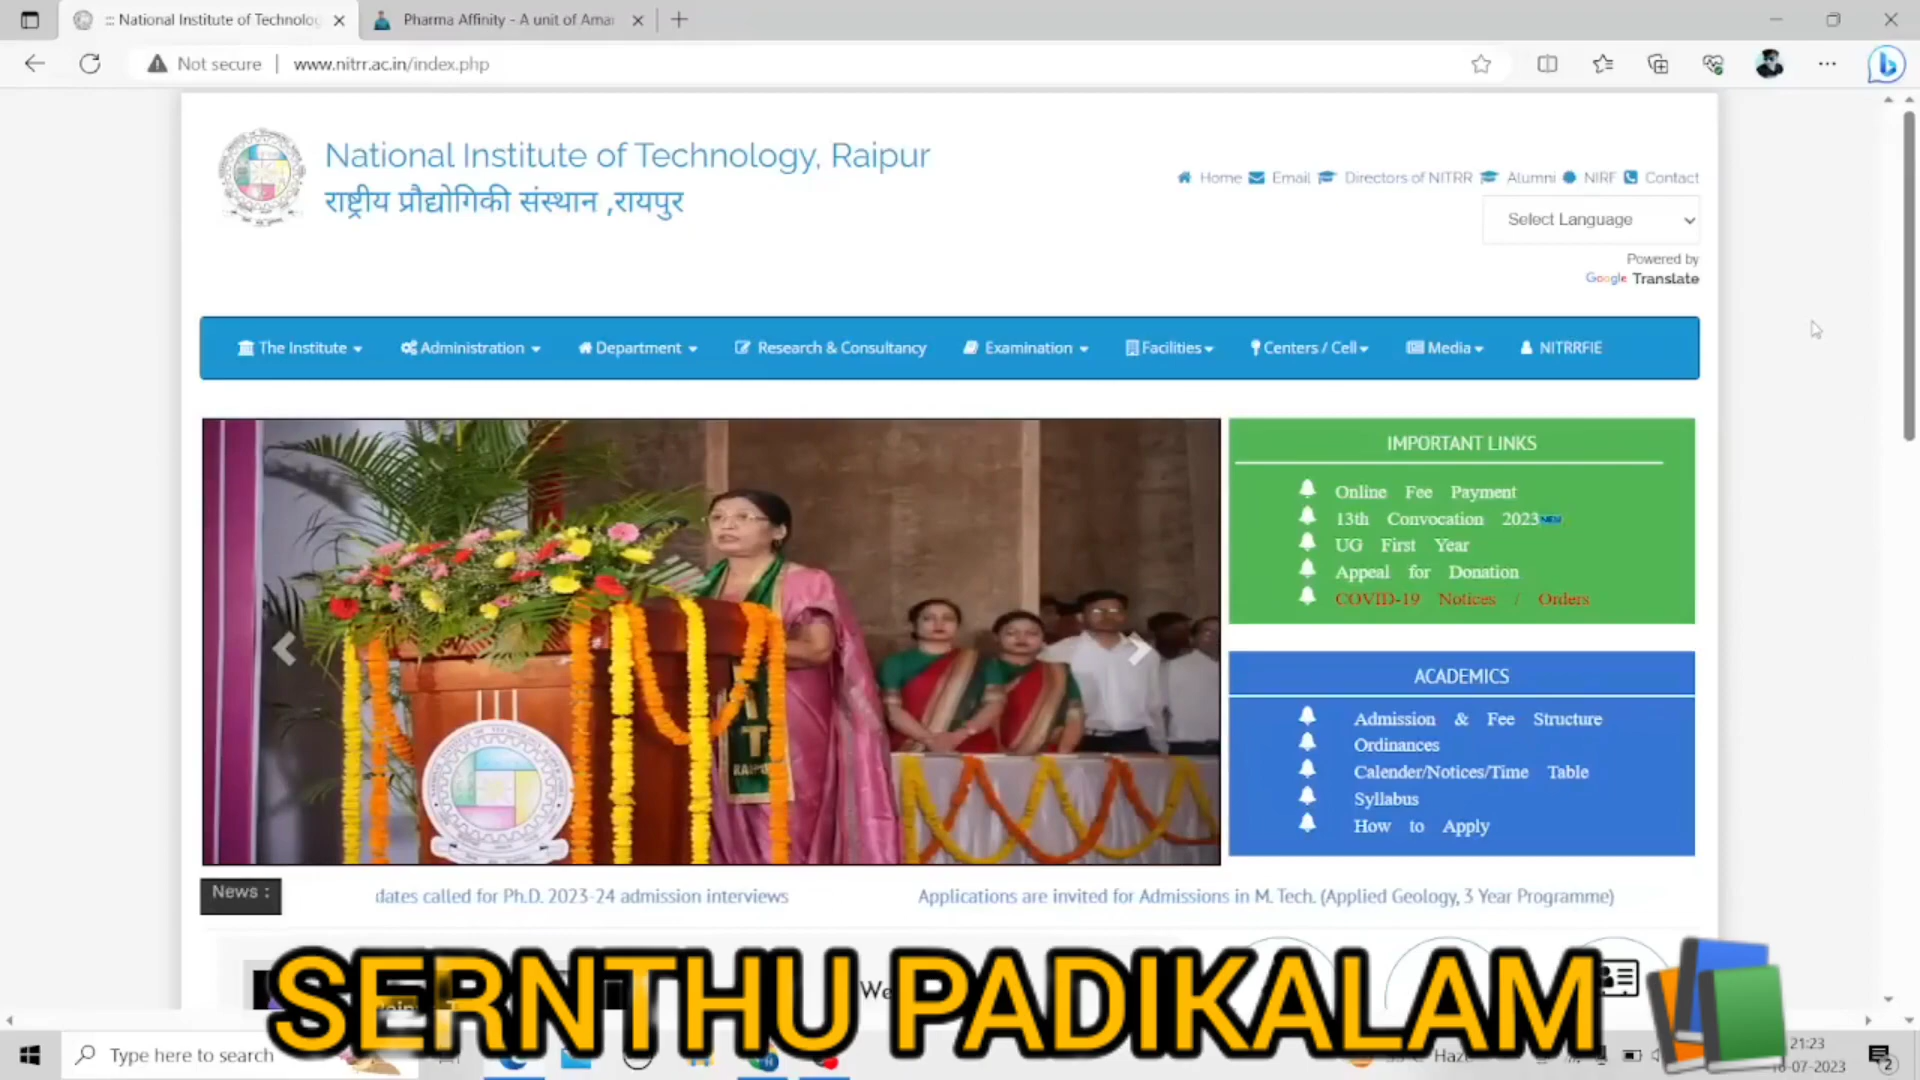 ::: National Institute of Technolog
Pharma Affinity - A unit of Amar
Not secure
www.nitrr.ac.in/index.php
National Institute of Technology, Raipur
राष्ट्रीय प्रौद्योगिकी संस्थान ,रायपुर
Home Email Directors of NITRR Alumni NIRF Contact
Select Language
Powered by
Google Translate
The Institute Administration Department Research & Consultancy Examination Facilities Centers / Cell Media NITRRFIE
IMPORTANT LINKS
Online Fee Payment
13th Convocation 2023
UG First Year
Appeal for Donation
COVID-19 Notices / Orders
ACADEMICS
Admission & Fee Structure
Ordinances
Calender/Notices/Time Table
Syllabus
How to Apply
News :
dates called for Ph.D. 2023-24 admission interviews
Applications are invited for Admissions in M. Tech. (Applied Geology, 3 Year Programme)
SERNTHU PADIKALAM
Type here to search
Haze
21:23